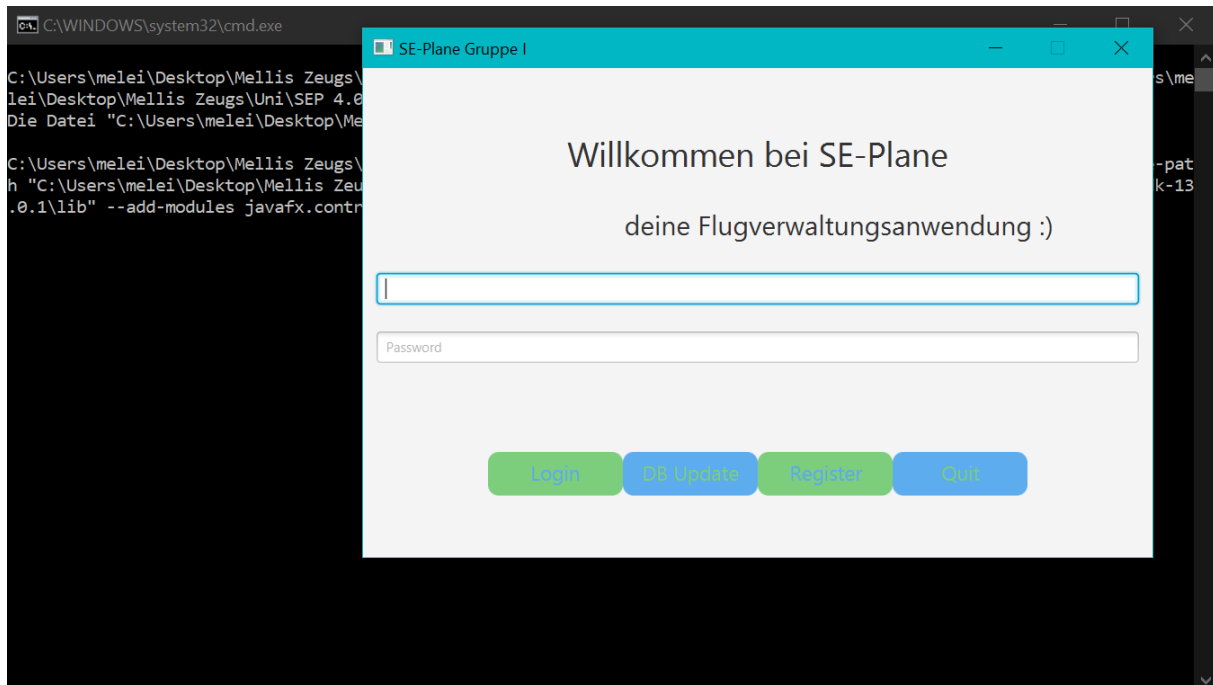 C:\WINDOWS\system32\cmd.exe
SE-Plane Gruppe I
C:\Users\melei\Desktop\Mellis Zeugs\
s\me
lei\Desktop\Mellis Zeugs\Uni\SEP 4.0
Die Datei "C:\Users\melei\Desktop\Me
C:\Users\melei\Desktop\Mellis Zeugs\
-pat
h "C:\Users\melei\Desktop\Mellis Zeu
k-13
.0.1\lib" --add-modules javafx.contr
Willkommen bei SE-Plane
deine Flugverwaltungsanwendung :)
Password
Login DB Update Register Quit